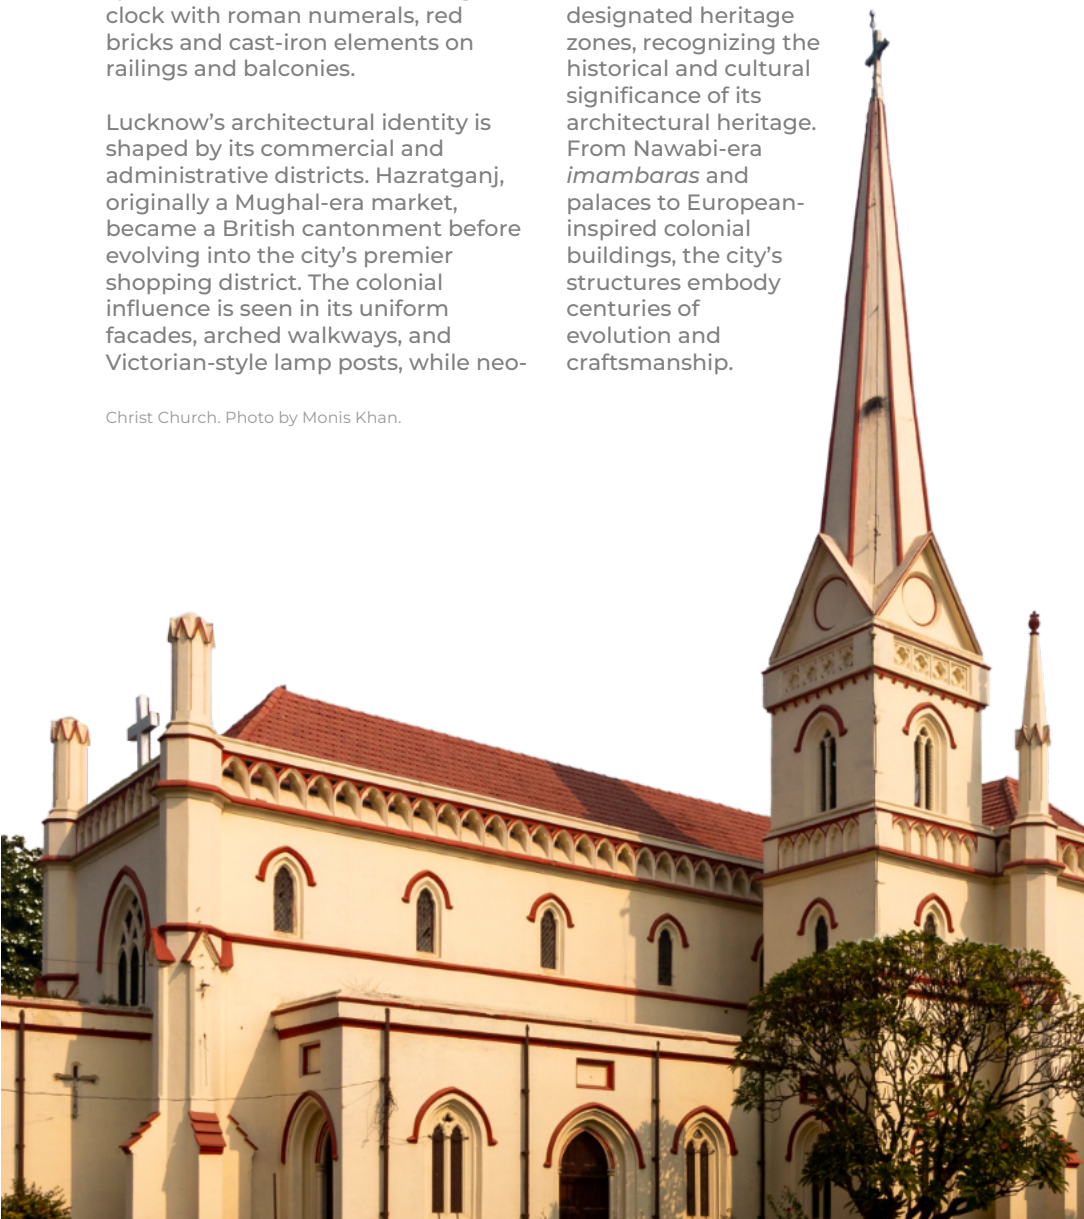 clock with roman numerals, red
bricks and cast-iron elements on
railings and balconies.
Lucknow’s architectural identity is
shaped by its commercial and
administrative districts. Hazratganj,
originally a Mughal-era market,
became a British cantonment before
evolving into the city’s premier
shopping district. The colonial
influence is seen in its uniform
facades, arched walkways, and
Victorian-style lamp posts, while neo-
designated heritage
zones, recognizing the
historical and cultural
significance of its
architectural heritage.
From Nawabi-era
imambaras and
palaces to European-
inspired colonial
buildings, the city’s
structures embody
centuries of
evolution and
craftsmanship.
Christ Church. Photo by Monis Khan.